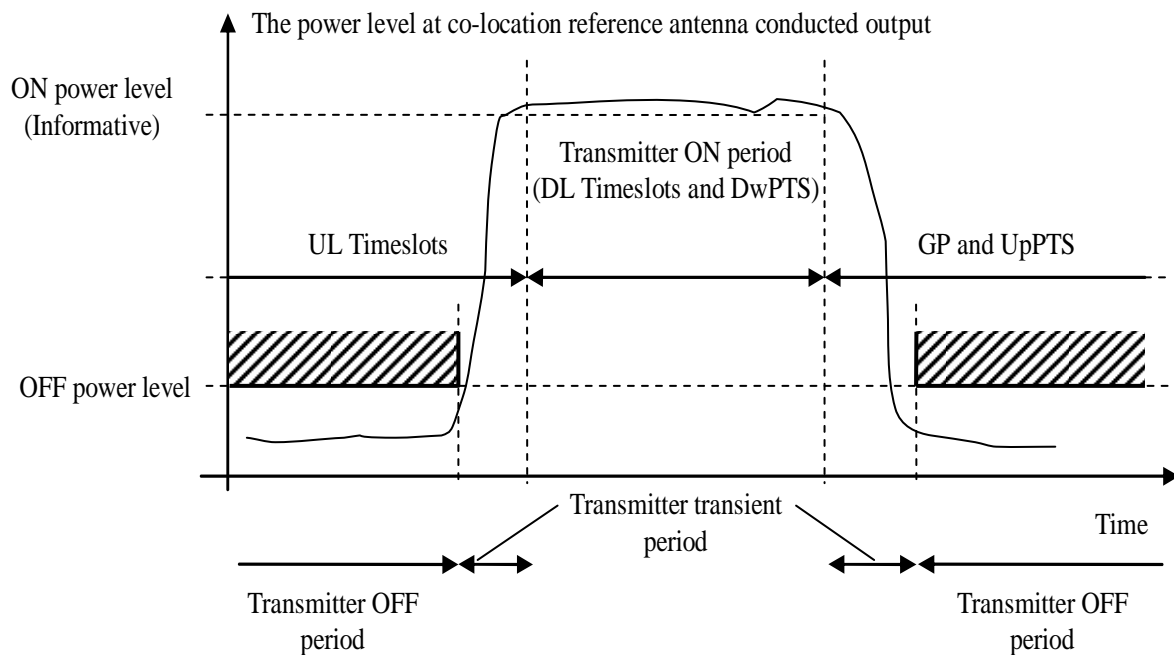 The power level at co-location reference antenna conducted output
ON power level
(Informative)
Transmitter ON period
(DL Timeslots and DwPTS)
UL Timeslots
GP and UpPTS
OFF power level
Transmitter transient
period
Time
Transmitter OFF
period
Transmitter OFF
period